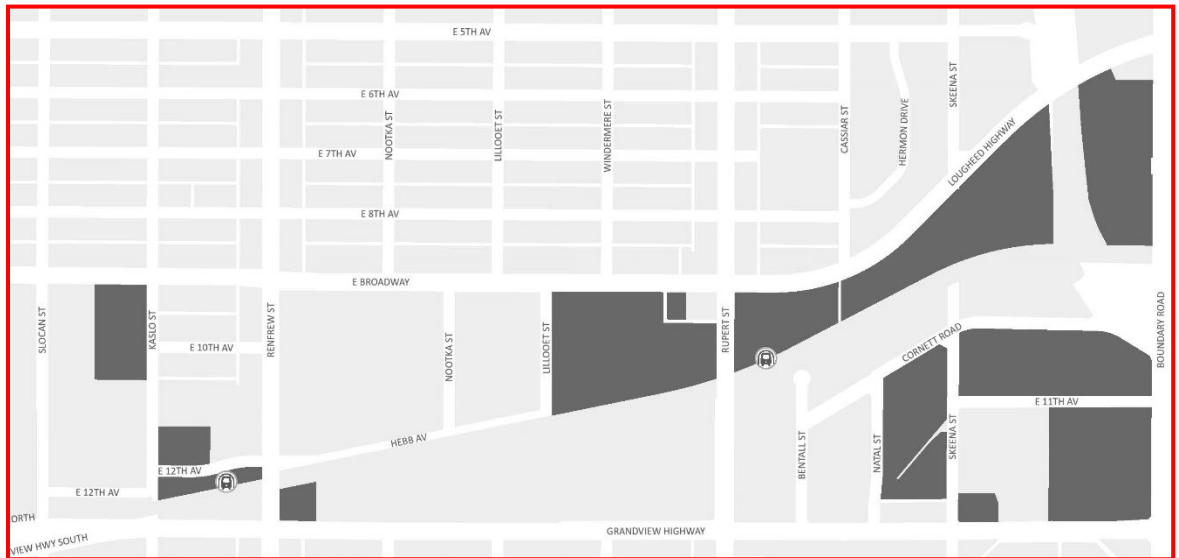 E 5TH AV
E 6TH AV
E 7TH AV
E 8TH AV
E BROADWAY
NOOTKA ST
LILLOOET ST
WINDERMERE ST
CASSIAR ST
HERMON DRIVE
SKEENA ST
LOUGHEED HIGHWAY
SLOCAN ST
KASLO ST
RENFREW ST
E 10TH AV
NOOTKA ST
LILLOOET ST
RUPERT ST
CORNETT ROAD
BOUNDARY ROAD
E 11TH AV
HEBB AV
BENTALL ST
NATAL ST
SKEENA ST
E 12TH AV
E 12TH AV
ORTH
GRANDVIEW HIGHWAY
VIEW HWY SOUTH